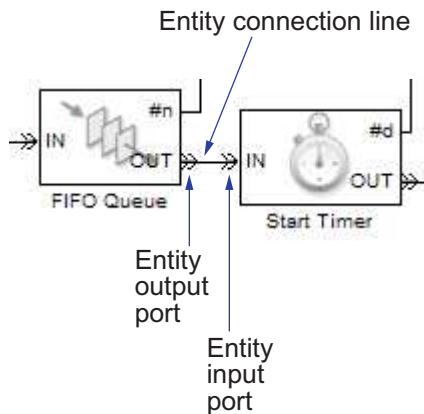 Entity connection line
#n
IN
OUT
FIFO Queue
#d
IN
OUT
Start Timer
Entity
output
port
Entity
input
port